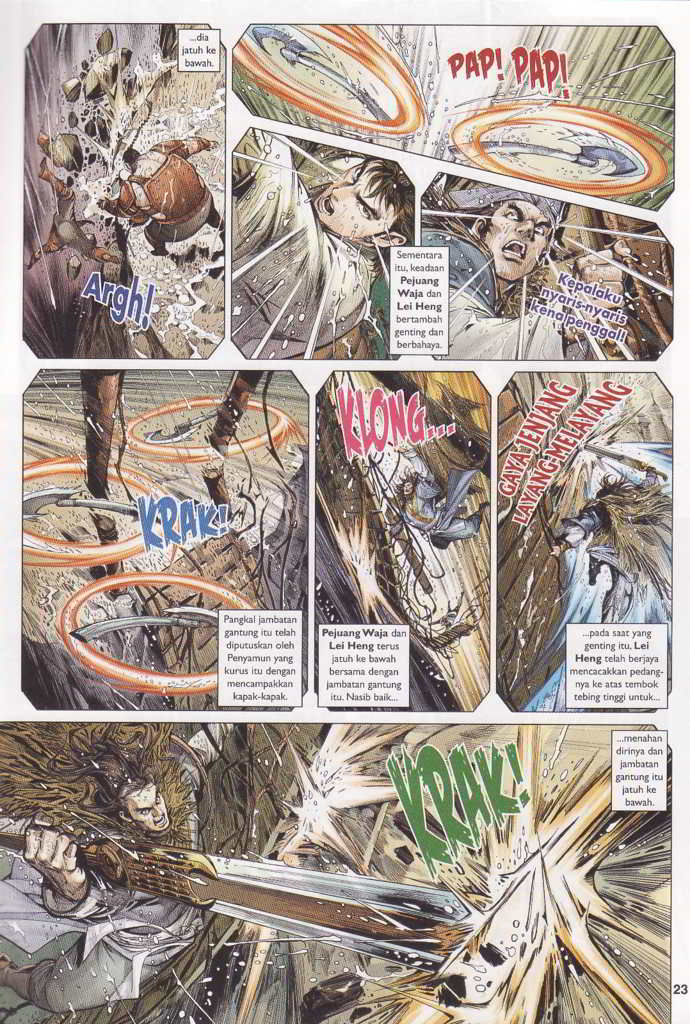 ...dia
jatuh ke
bawah.
Argh!
PAP! PAP!
Sementara
itu, keadaan
Pejuang
Waja dan
Lei Heng
bertambah
genting dan
berbahaya.
Kepalaku
nyaris-nyaris
kena penggal!
KRAK!
Pangkal jambatan
gantung itu telah
diputuskan oleh
Penyamun yang
kurus itu dengan
mencampakkan
kapak-kapak.
KLONG...
Pejuang Waja dan
Lei Heng terus
jatuh ke bawah
bersama dengan
jambatan gantung
itu. Nasib baik...
GAYA JENJANG
LAYANG MELAYANG
...pada saat yang
genting itu, Lei
Heng telah berjaya
mencacakkan pedang-
nya ke atas tembok
tebing tinggi untuk...
...menahan
dirinya dan
jambatan
gantung itu
jatuh ke
bawah.
KRAK!
23